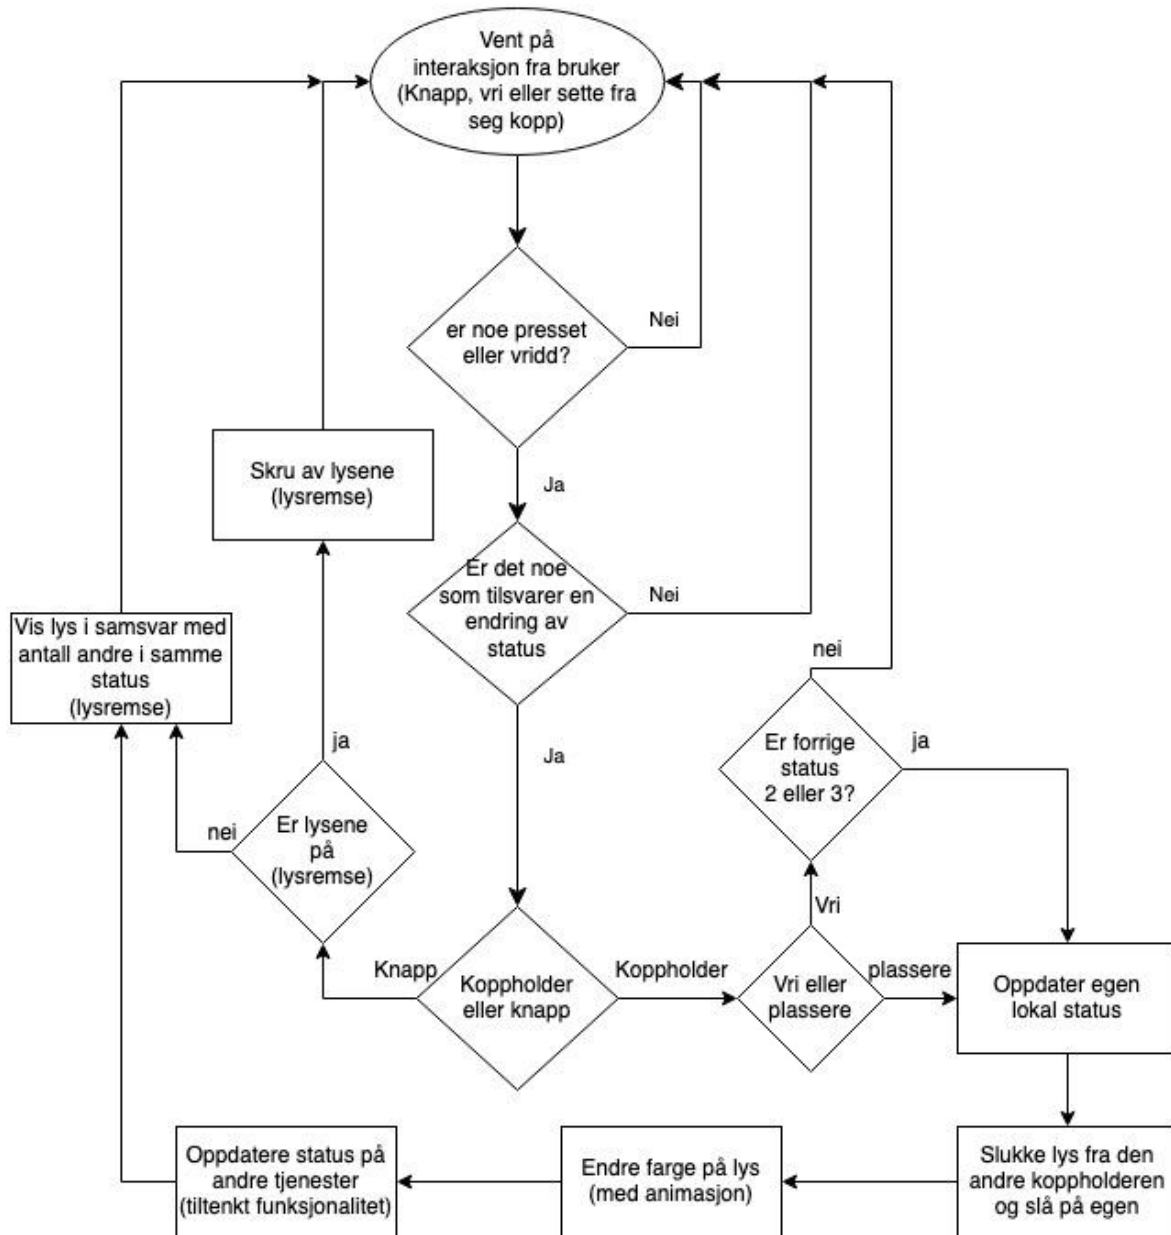 Vent på
interaksjon fra bruker
(Knapp, vri eller sette fra
seg kopp)
er noe presset
eller vridd?
Nei
Ja
Skru av lysene
(lysremse)
Er det noe
som tilsvarer en
endring av
status
Nei
Ja
Vis lys i samsvar med
antall andre i samme
status
(lysremse)
nei
Er forrige
status
2 eller 3?
ja
ja
nei
Er lysene
på
(lysremse)
Vri
Knapp
Koppholder
eller knapp
Koppholder
Vri eller
plassere
plassere
Oppdater egen
lokal status
Oppdatere status på
andre tjenester
(tiltenkt funksjonalitet)
Endre farge på lys
(med animasjon)
Slukke lys fra den
andre koppholderen
og slå på egen